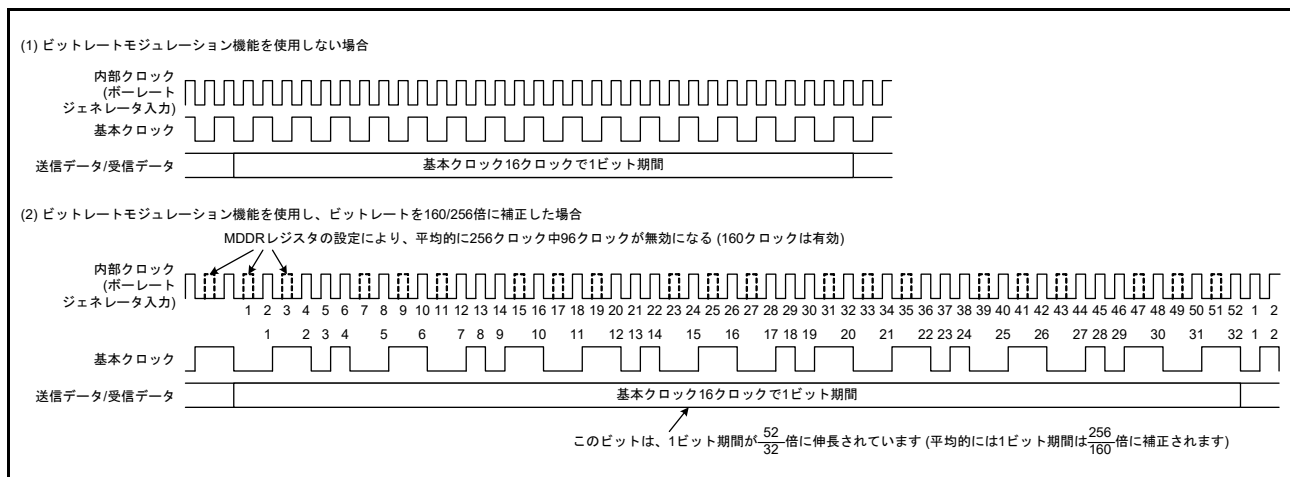 (1) ビットレートモジュレーション機能を使用しない場合
内部クロック
(ボーレート
ジェネレータ入力)
基本クロック
送信データ/受信データ
基本クロック16クロックで1ビット期間
(2) ビットレートモジュレーション機能を使用し、ビットレートを160/256倍に補正した場合
MDDRレジスタの設定により、平均的に256クロック中96クロックが無効になる (160クロックは有効)
内部クロック
(ボーレート
ジェネレータ入力)
1 2 3 4 5 6 7 8 9 10 11 12 13 14 15 16 17 18 19 20 21 22 23 24 25 26 27 28 29 30 31 32 33 34 35 36 37 38 39 40 41 42 43 44 45 46 47 48 49 50 51 52 1 2
1 2 3 4 5 6 7 8 9 10 11 12 13 14 15 16 17 18 19 20 21 22 23 24 25 26 27 28 29 30 31 32 1 2
基本クロック
送信データ/受信データ
基本クロック16クロックで1ビット期間
このビットは、1ビット期間が52/32倍に伸長されています (平均的には1ビット期間は256/160倍に補正されます)